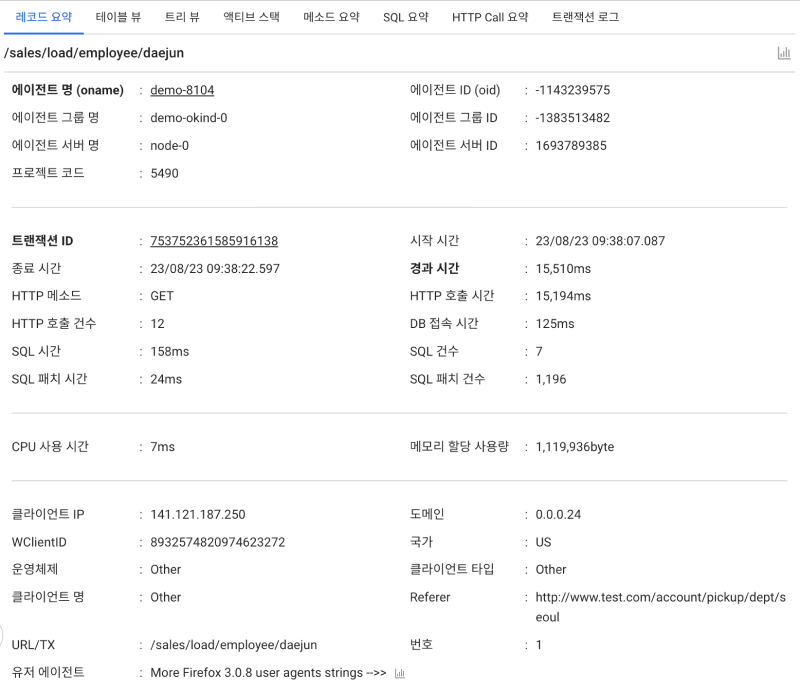 레코드 요약 테이블 뷰 트리 뷰 액티브 스택 메소드 요약 SQL 요약 HTTP Call 요약 트랜잭션 로그
/sales/load/employee/daejun
에이전트 명 (oname) : demo-8104 에이전트 ID (oid) : -1143239575
에이전트 그룹 명 : demo-okind-0 에이전트 그룹 ID : -1383513482
에이전트 서버 명 : node-0 에이전트 서버 ID : 1693789385
프로젝트 코드 : 5490
트랜잭션 ID : 753752361585916138 시작 시간 : 23/08/23 09:38:07.087
종료 시간 : 23/08/23 09:38:22.597 경과 시간 : 15,510ms
HTTP 메소드 : GET HTTP 호출 시간 : 15,194ms
HTTP 호출 건수 : 12 DB 접속 시간 : 125ms
SQL 시간 : 158ms SQL 건수 : 7
SQL 패치 시간 : 24ms SQL 패치 건수 : 1,196
CPU 사용 시간 : 7ms 메모리 할당 사용량 : 1,119,936byte
클라이언트 IP : 141.121.187.250 도메인 : 0.0.0.24
WClientID : 8932574820974623272 국가 : US
운영체제 : Other 클라이언트 타입 : Other
클라이언트 명 : Other Referer : http://www.test.com/account/pickup/dept/s
eoul
URL/TX : /sales/load/employee/daejun 번호 : 1
유저 에이전트 : More Firefox 3.0.8 user agents strings -->>